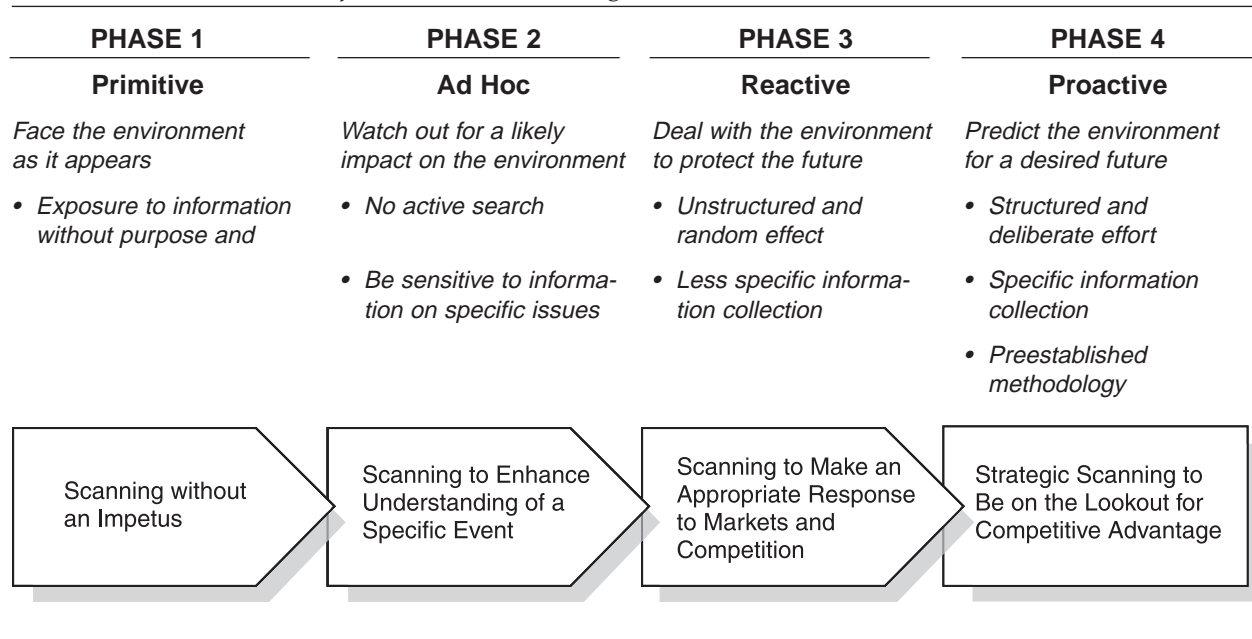 PHASE 1
Primitive
Face the environment
as it appears
• Exposure to information
without purpose and
Scanning without
an Impetus
PHASE 2
Ad Hoc
Watch out for a likely
impact on the environment
• No active search
• Be sensitive to informa-
tion on specific issues
Scanning to Enhance
Understanding of a
Specific Event
PHASE 3
Reactive
Deal with the environment
to protect the future
• Unstructured and
random effect
• Less specific informa-
tion collection
Scanning to Make an
Appropriate Response
to Markets and
Competition
PHASE 4
Proactive
Predict the environment
for a desired future
• Structured and
deliberate effort
• Specific information
collection
• Preestablished
methodology
Strategic Scanning to
Be on the Lookout for
Competitive Advantage